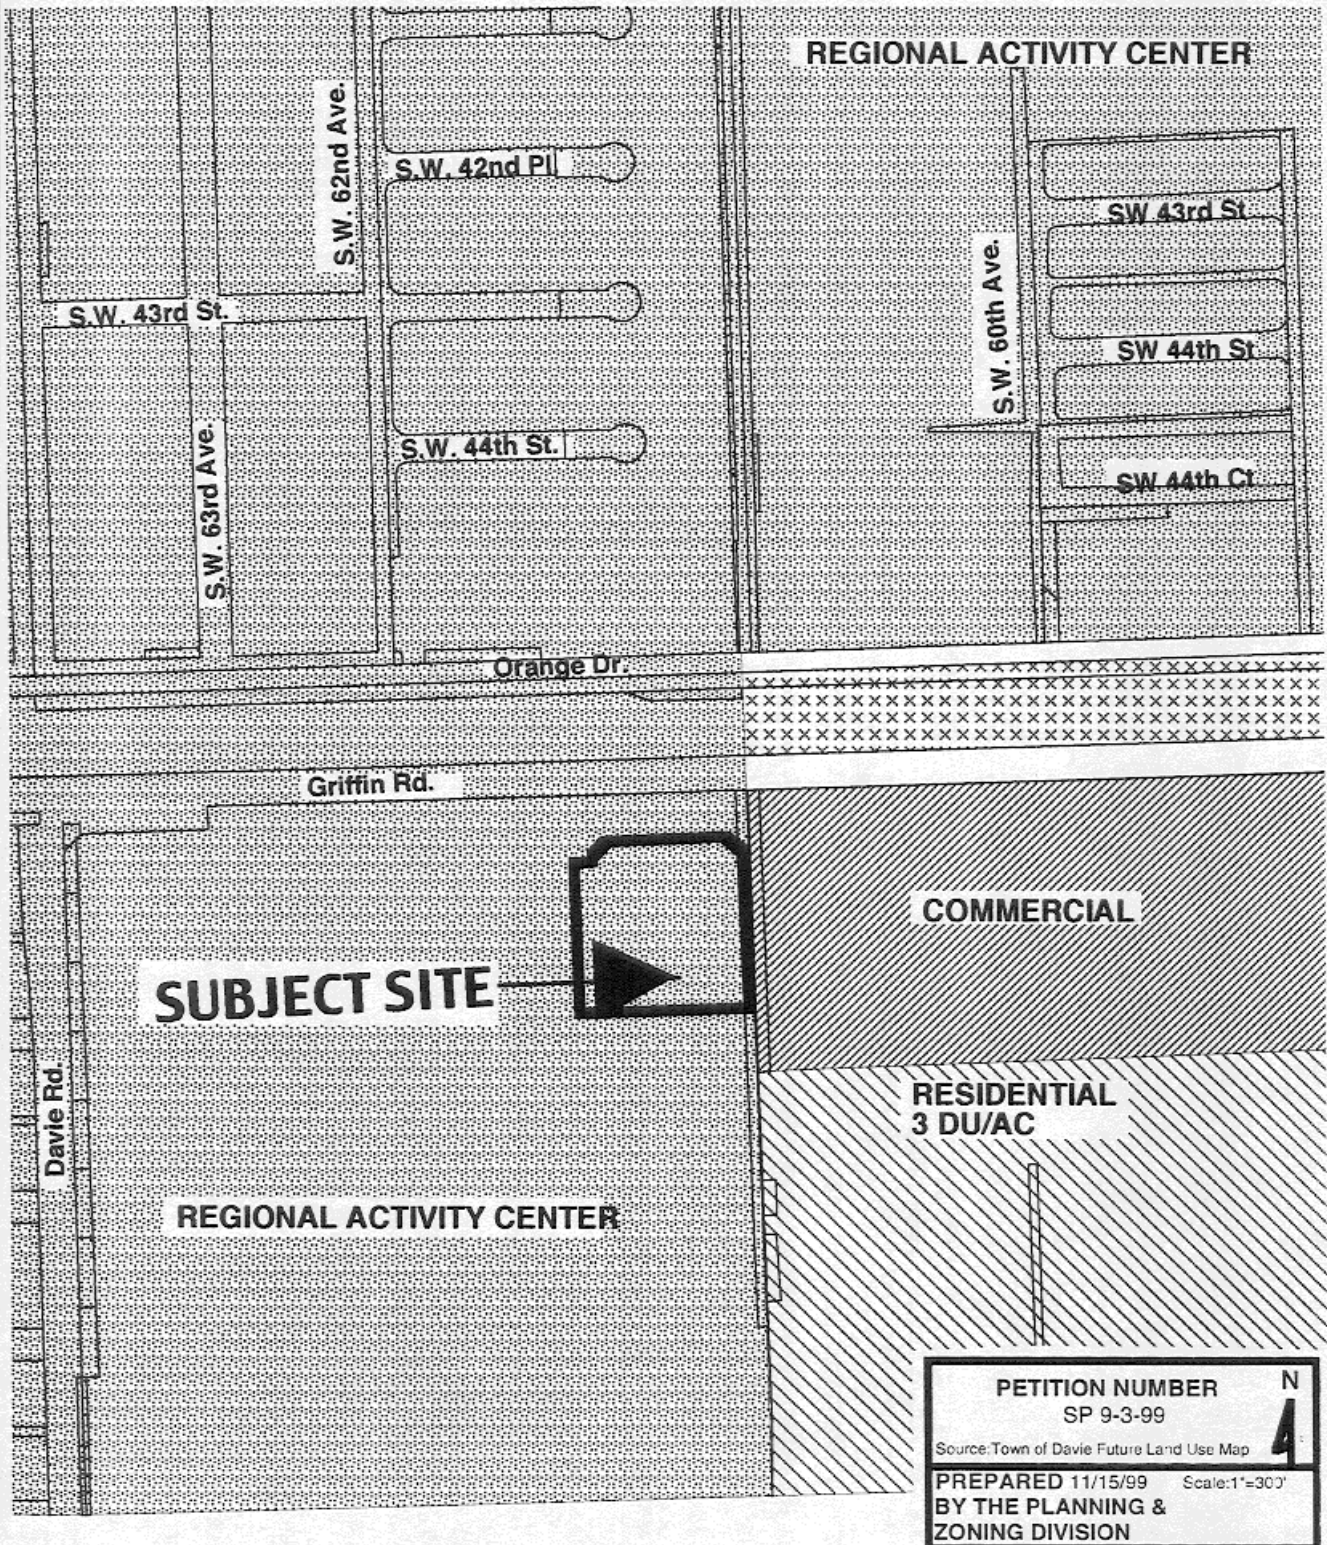 REGIONAL ACTIVITY CENTER
S.W. 62nd Ave.
S.W. 42nd Pl
SW 43rd St
S.W. 60th Ave.
S.W. 43rd St.
SW 44th St
S.W. 63rd Ave.
S.W. 44th St.
SW 44th Ct
Orange Dr.
Griffin Rd.
COMMERCIAL
SUBJECT SITE
Davie Rd.
RESIDENTIAL
3 DU/AC
REGIONAL ACTIVITY CENTER
PETITION NUMBER
N
SP 9-3-99
Source:Town of Davie Future Land Use Map
PREPARED 11/15/99 Scale:1"=300'
BY THE PLANNING &
ZONING DIVISION